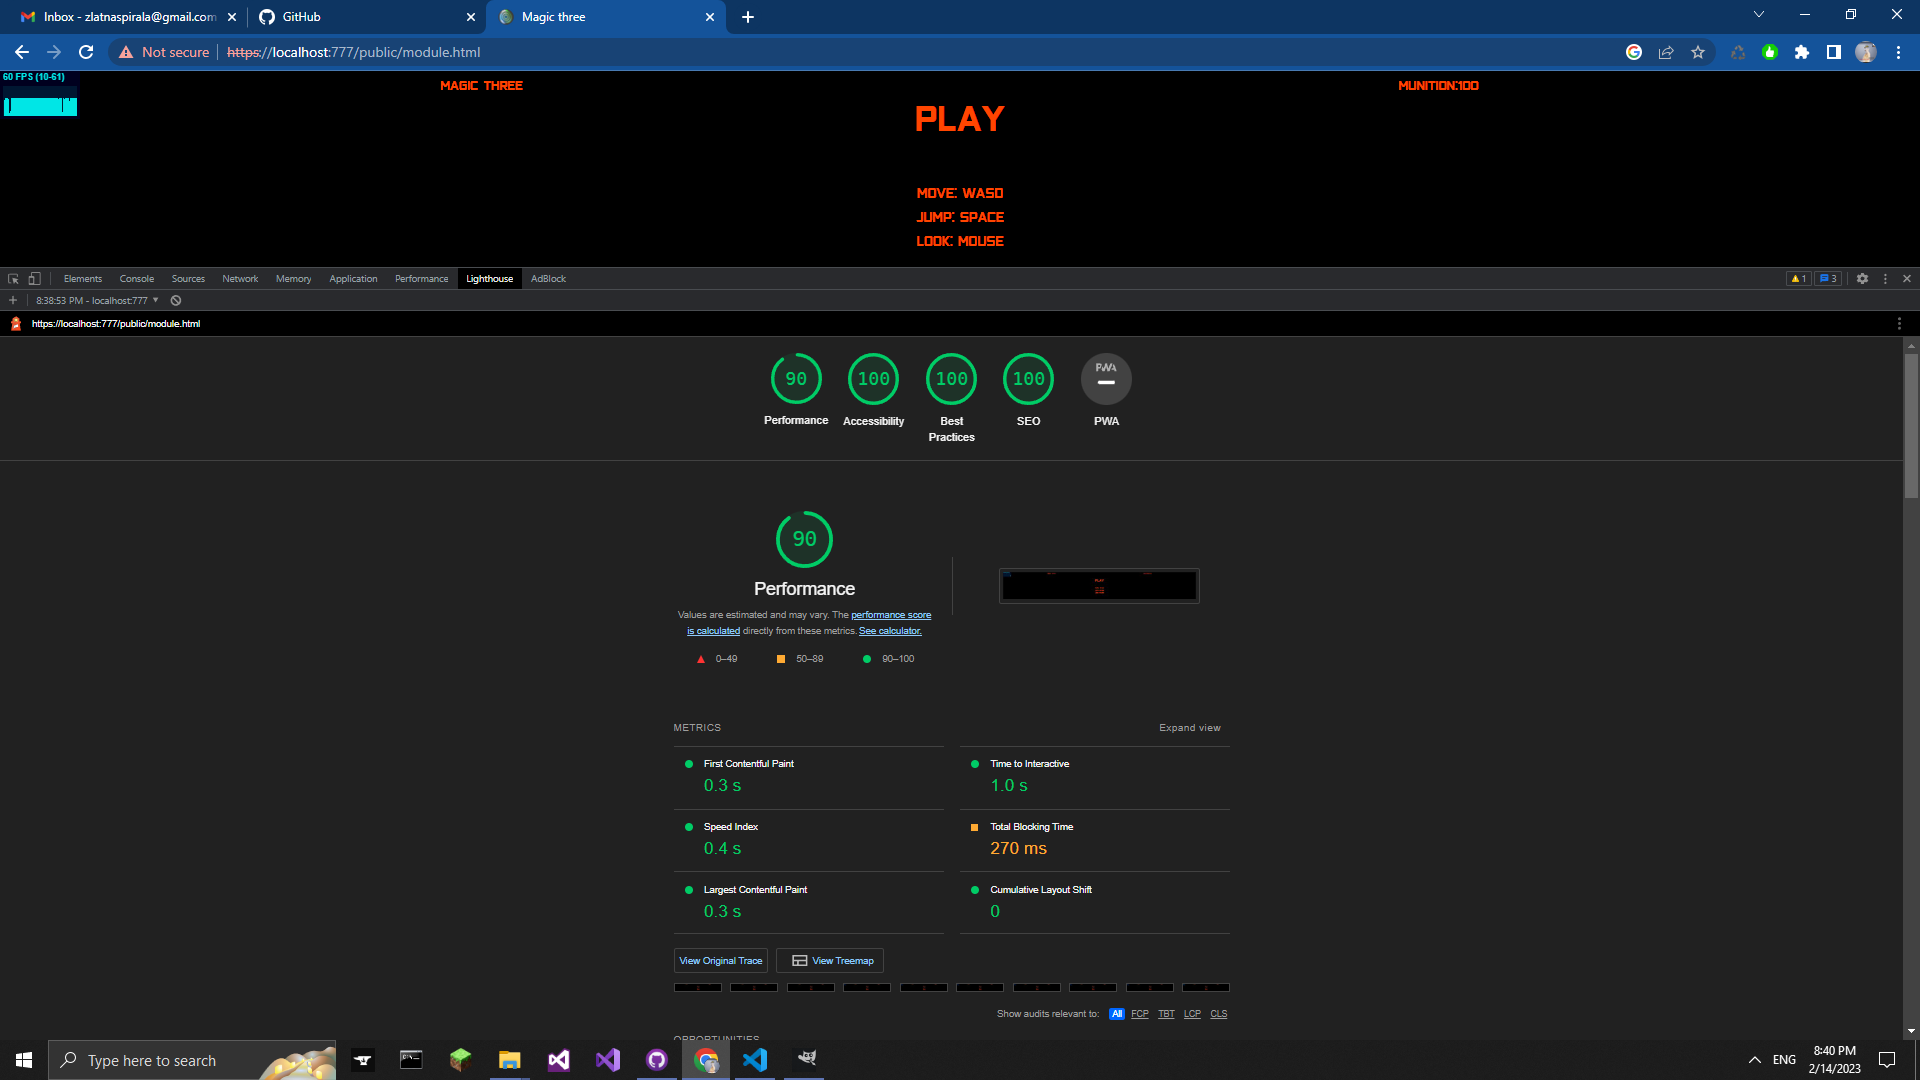 Inbox - zlatnaspirala@gmail.com
GitHub
Magic three
Not secure
https://localhost:777/public/module.html
60 FPS (10-61)
MAGIC THREE
MUNITION:100
PLAY
MOVE: WASD
JUMP: SPACE
LOOK: MOUSE
Elements Console Sources Network Memory Application Performance Lighthouse AdBlock
1 3
8:38:53 PM - localhost:777
https://localhost:777/public/module.html
90 100 100 100 PWA
Performance Accessibility Best Practices SEO PWA
90
Performance
Values are estimated and may vary. The performance score
is calculated directly from these metrics. See calculator.
0–49 50–89 90–100
METRICS
Expand view
First Contentful Paint
0.3 s
Time to Interactive
1.0 s
Speed Index
0.4 s
Total Blocking Time
270 ms
Largest Contentful Paint
0.3 s
Cumulative Layout Shift
0
View Original Trace
View Treemap
Show audits relevant to: All FCP TBT LCP CLS
OPPORTUNITIES
Type here to search
ENG
8:40 PM
2/14/2023